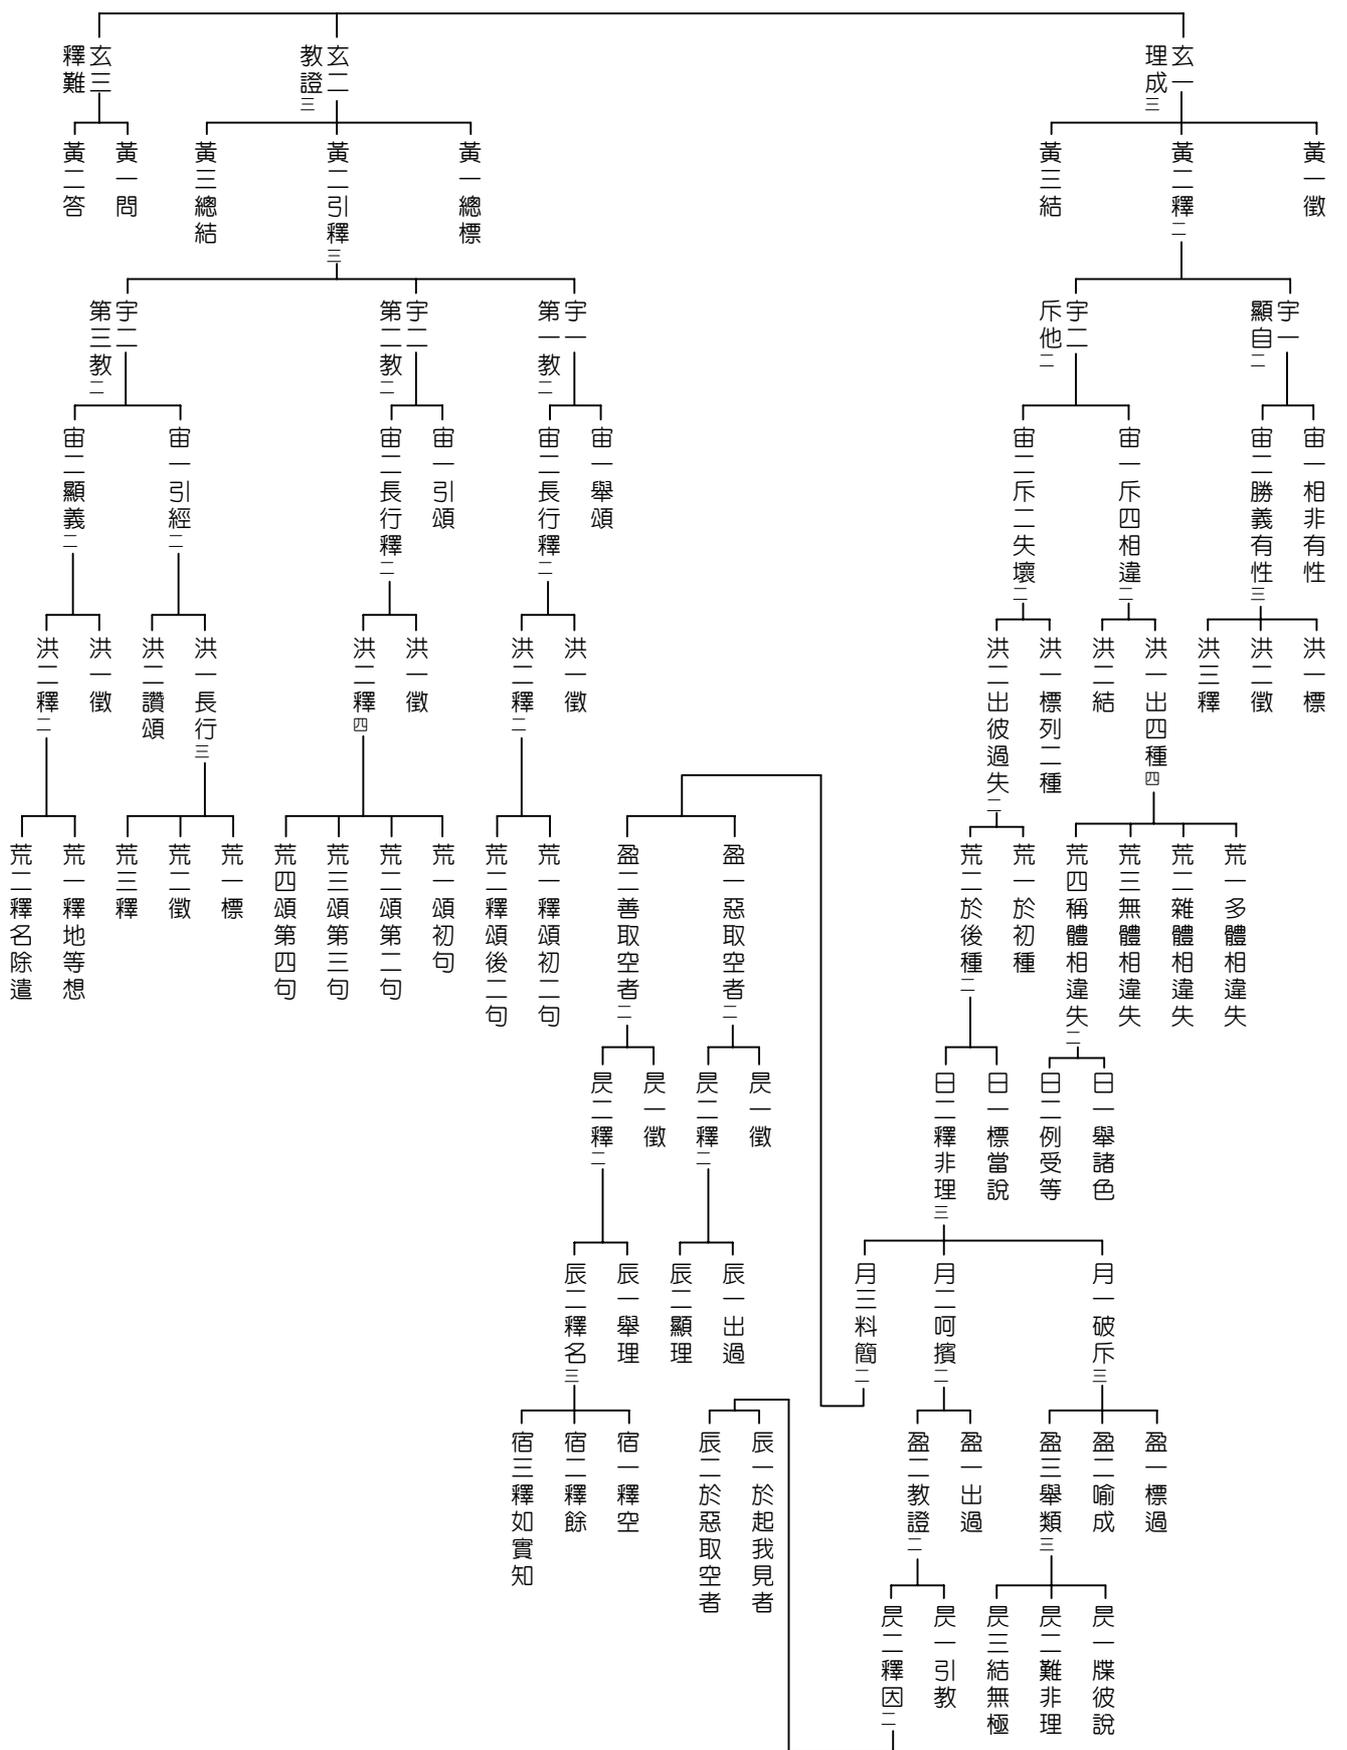 玄一
理成三
玄二
教證三
玄三
釋難
黃一徵
黃二釋二
黃三結
黃一總標
黃二引釋三
黃三總結
黃一問
黃二答
宇一
顯自二
宇二
斥他二
宇一
第一教二
宇二
第二教二
宇二
第三教二
宙一相非有性
宙二勝義有性三
宙一斥四相違二
宙二斥二失壞二
宙一舉頌
宙二長行釋二
宙一引頌
宙二長行釋二
宙一引經二
宙二顯義二
洪一標
洪二徵
洪三釋
洪一出四種四
洪二結
洪一標列二種
洪二出彼過失二
洪一徵
洪二釋二
洪一徵
洪二釋四
洪一長行三
洪二讚頌
洪一徵
洪二釋二
荒一多體相違失
荒二雜體相違失
荒三無體相違失
荒四稱體相違失二
荒一於初種
荒二於後種二
盈一惡取空者二
盈二善取空者二
荒一釋頌初二句
荒二釋頌後二句
荒一頌初句
荒二頌第二句
荒三頌第三句
荒四頌第四句
荒一標
荒二徵
荒三釋
荒一釋地等想
荒二釋名除遣
日一舉諸色
日二例受等
日一標當說
日二釋非理三
昃一徵
昃二釋二
昃一徵
昃二釋二
月一破斥三
月二呵擯二
月三料簡二
辰一出過
辰二顯理
辰一舉理
辰二釋名三
盈一標過
盈二喻成
盈三舉類三
盈一出過
盈二教證二
辰一於起我見者
辰二於惡取空者
宿一釋空
宿二釋餘
宿三釋如實知
昃一牒彼說
昃二難非理
昃三結無極
昃一引教
昃二釋因二